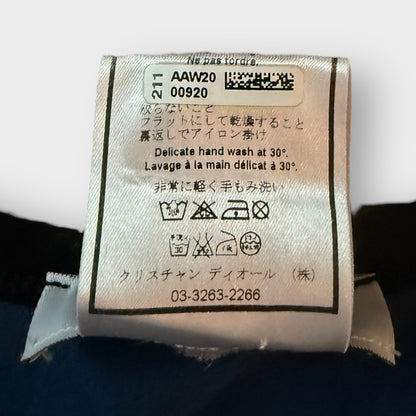 Ne pas tordre.
211
AAW20
00920
絞らないこと
フラットにして乾燥すること
裏返しでアイロン掛け
Delicate hand wash at 30°.
Lavage à la main délicat à 30°.
非常に軽く手もみ洗い
クリスチャン ディオール (株)
03-3263-2266